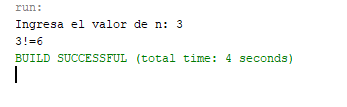 run:
Ingresa el valor de n: 3
3!=6
BUILD SUCCESSFUL (total time: 4 seconds)